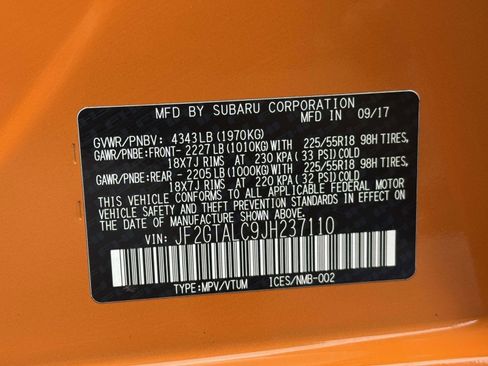 MFD BY SUBARU CORPORATION 09/17
GVWR/PNBV: 4343LB (1970KG)
GAWR/PNBE:FRONT- 2227LB (1010KG)WITH 225/55R18 98H TIRES,
18X7J RIMS AT 230 KPA (33 PSI) COLD
GAWR/PNBE:REAR - 2205LB (1000KG)WITH 225/55R18 98H TIRES,
18X7J RIMS AT 220 KPA (32 PSI) COLD
THIS VEHICLE CONFORMS TO ALL APPLICABLE FEDERAL MOTOR
VEHICLE SAFETY AND THEFT PREVENTION STANDARDS IN EFFECT ON
THE DATE OF MANUFACTURE SHOWN ABOVE.
VIN: JF2GTALC9JH237110
TYPE:MPV/VTUM ICES/NMB-002